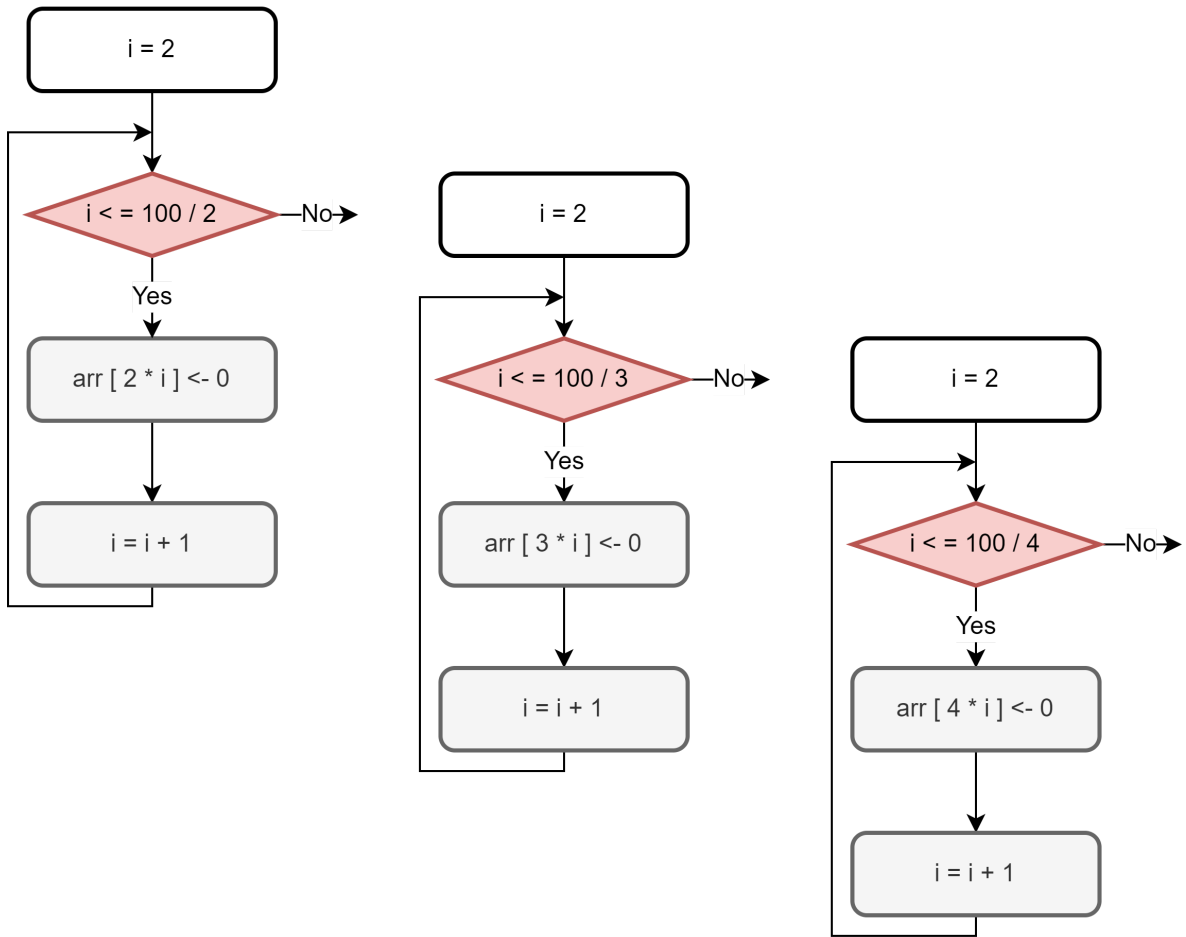 i = 2
i < = 100 / 2
No
Yes
arr [ 2 * i ] <- 0
i = i + 1
i = 2
i < = 100 / 3
No
Yes
arr [ 3 * i ] <- 0
i = i + 1
i = 2
i < = 100 / 4
No
Yes
arr [ 4 * i ] <- 0
i = i + 1